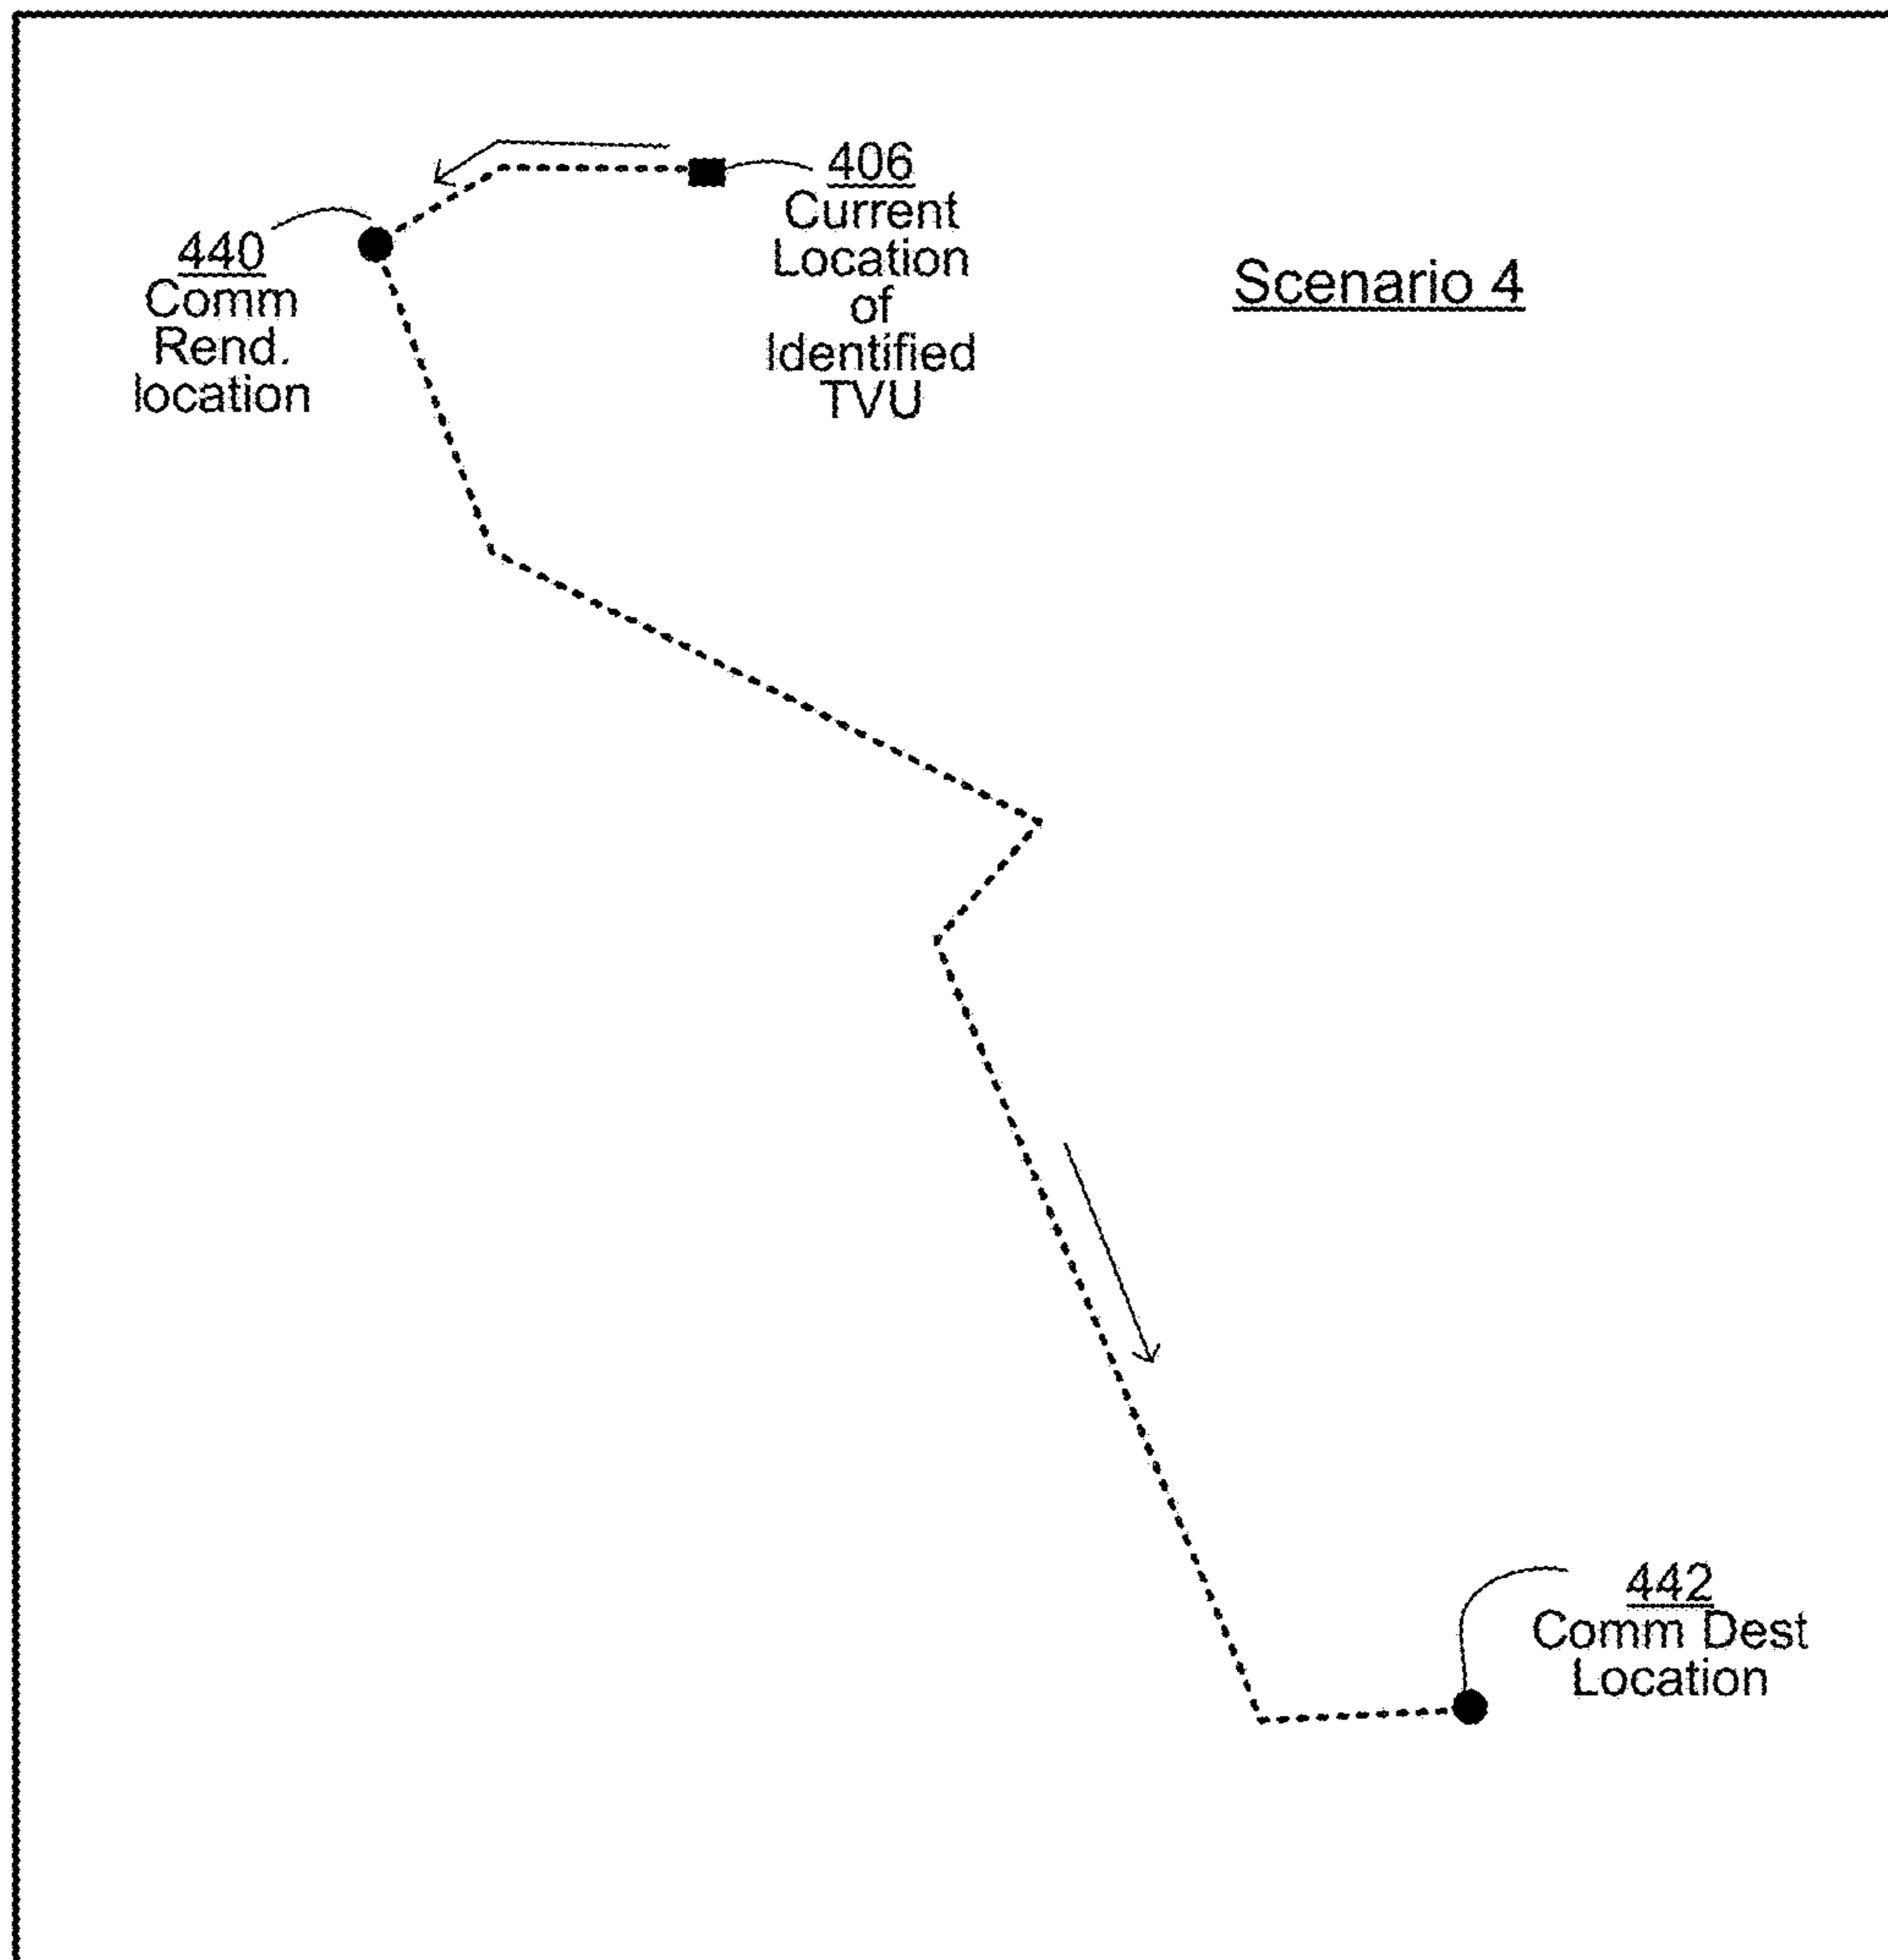 406
Current
Location
of
Identified
TVU
440
Comm
Rend.
location
Scenario 4
442
Comm Dest
Location